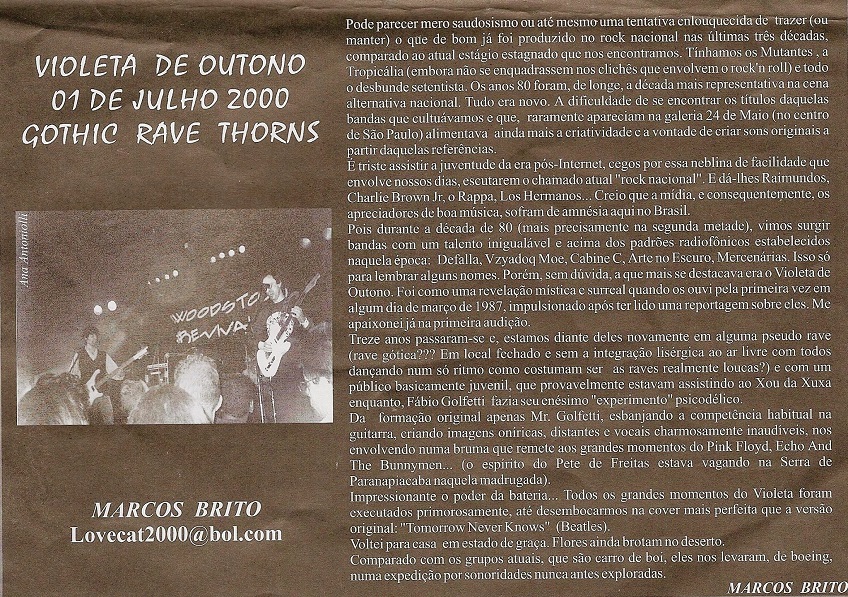 VIOLETA DE OUTONO
01 DE JULHO 2000
GOTHIC RAVE THORNS
Ana Antoniolli
WOODSTO
REVIVA
MARCOS BRITO
Lovecat2000@bol.com
Pode parecer mero saudosismo ou até mesmo uma tentativa enlouquecida de trazer (ou
manter) o que de bom já foi produzido no rock nacional nas últimas três décadas,
comparado ao atual estágio estagnado que nos encontramos. Tínhamos os Mutantes , a
Tropicália (embora não se enquadrassem nos clichês que envolvem o rock'n roll) e todo
o desbunde setentista. Os anos 80 foram, de longe, a década mais representativa na cena
alternativa nacional. Tudo era novo. A dificuldade de se encontrar os títulos daquelas
bandas que cultuávamos e que, raramente apareciam na galeria 24 de Maio (no centro
de São Paulo) alimentava ainda mais a criatividade e a vontade de criar sons originais a
partir daquelas referências.
É triste assistir a juventude da era pós-Internet, cegos por essa neblina de facilidade que
envolve nossos dias, escutarem o chamado atual "rock nacional". E dá-lhes Raimundos,
Charlie Brown Jr, o Rappa, Los Hermanos... Creio que a mídia, e consequentemente, os
apreciadores de boa música, sofram de amnésia aqui no Brasil.
Pois durante a década de 80 (mais precisamente na segunda metade), vimos surgir
bandas com um talento inigualável e acima dos padrões radiofônicos estabelecidos
naquela época: Defalla, Vzyadoq Moe, Cabine C, Arte no Escuro, Mercenárias. Isso só
para lembrar alguns nomes. Porém, sem dúvida, a que mais se destacava era o Violeta de
Outono. Foi como uma revelação mística e surreal quando os ouvi pela primeira vez em
algum dia de março de 1987, impulsionado após ter lido uma reportagem sobre eles. Me
apaixonei já na primeira audição.
Treze anos passaram-se e, estamos diante deles novamente em alguma pseudo rave
(rave gótica??? Em local fechado e sem a integração lisérgica ao ar livre com todos
dançando num só ritmo como costumam ser as raves realmente loucas?) e com um
público basicamente juvenil, que provavelmente estavam assistindo ao Xou da Xuxa
enquanto, Fábio Golfetti fazia seu enésimo "experimento" psicodélico.
Da formação original apenas Mr. Golfetti, esbanjando a competência habitual na
guitarra, criando imagens oníricas, distantes e vocais charmosamente inaudíveis, nos
envolvendo numa bruma que remete aos grandes momentos do Pink Floyd, Echo And
The Bunnymen... (o espírito do Pete de Freitas estava vagando na Serra de
Paranapiacaba naquela madrugada).
Impressionante o poder da bateria... Todos os grandes momentos do Violeta foram
executados primorosamente, até desembocarmos na cover mais perfeita que a versão
original: "Tomorrow Never Knows" (Beatles).
Voltei para casa em estado de graça. Flores ainda brotam no deserto.
Comparado com os grupos atuais, que são carro de boi, eles nos levaram, de boeing,
numa expedição por sonoridades nunca antes exploradas.
MARCOS BRITO